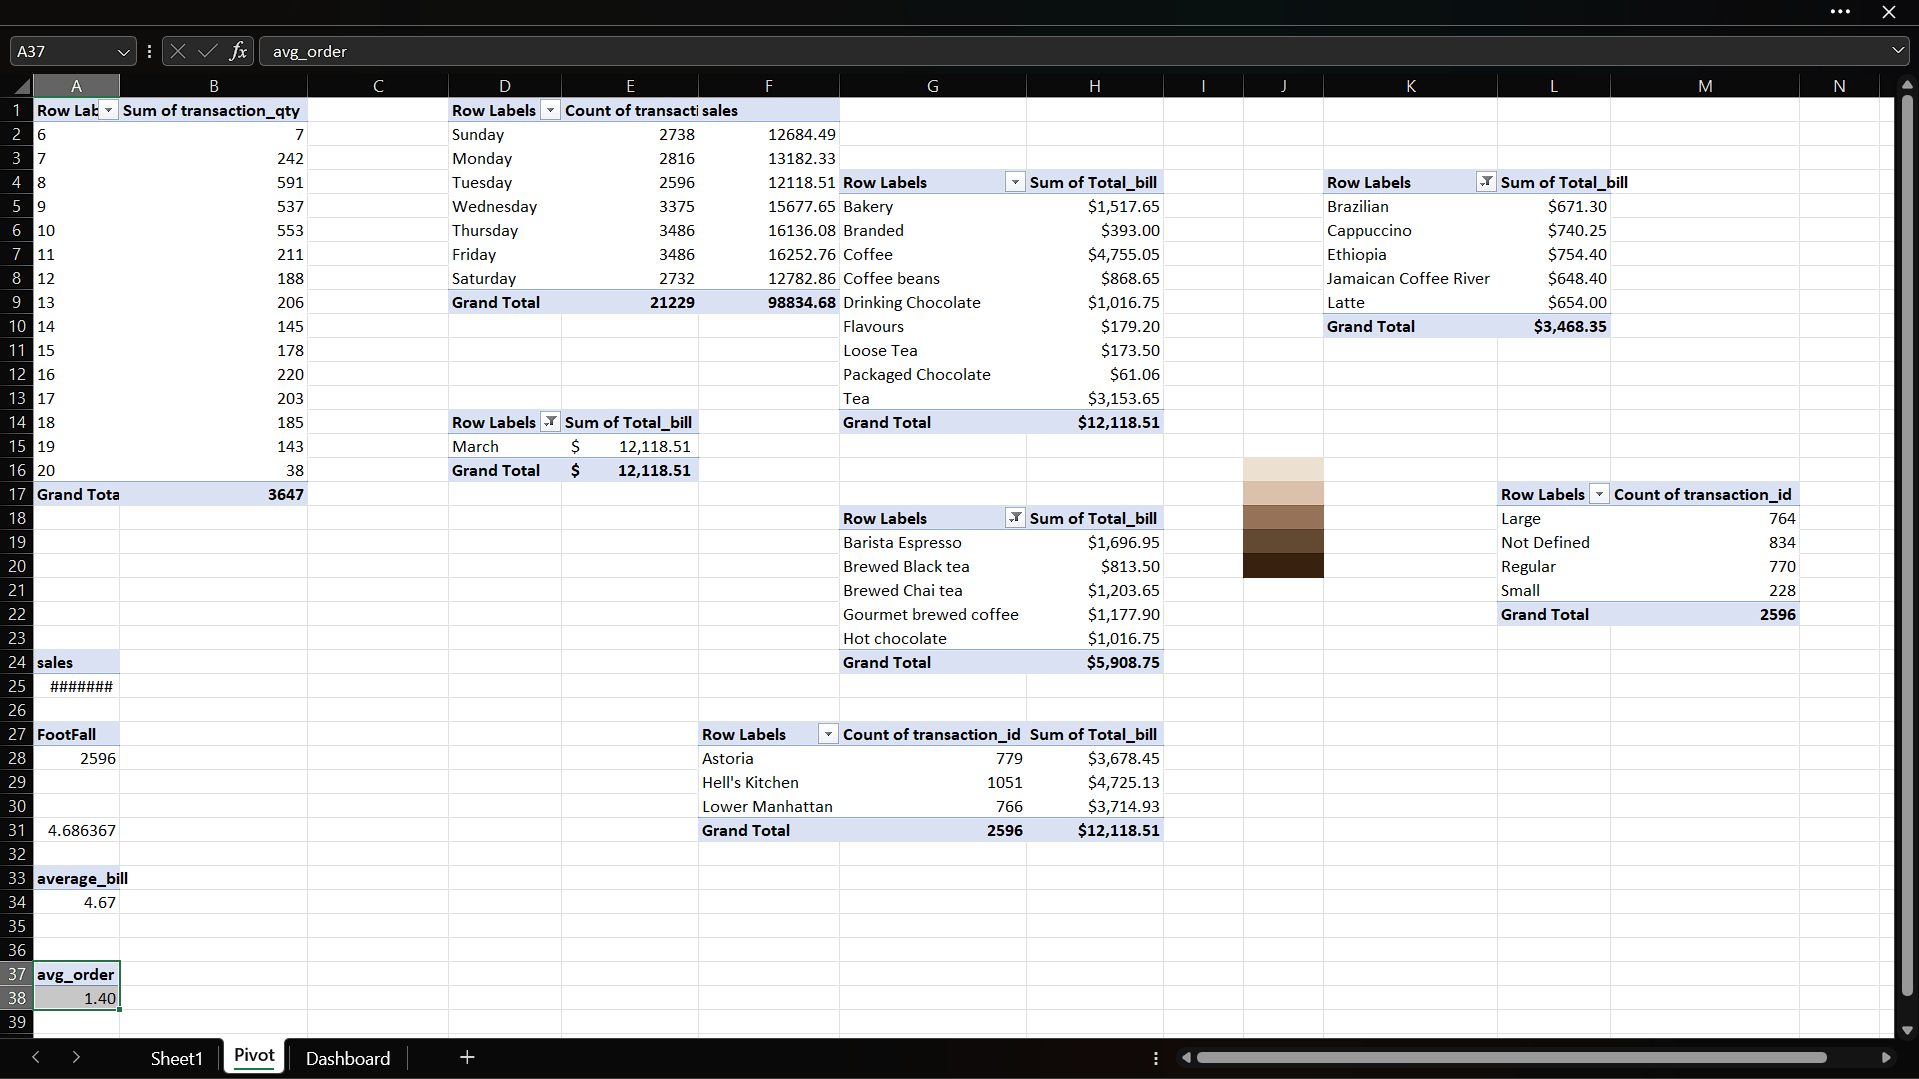 A37 fx avg_order
A B C D E F G H I J K L M N
1 Row Lab Sum of transaction_qty Row Labels Count of transacti sales
2 6 7 Sunday 2738 12684.49
3 7 242 Monday 2816 13182.33
4 8 591 Tuesday 2596 12118.51 Row Labels Sum of Total_bill Row Labels Sum of Total_bill
5 9 537 Wednesday 3375 15677.65 Bakery $1,517.65 Brazilian $671.30
6 10 553 Thursday 3486 16136.08 Branded $393.00 Cappuccino $740.25
7 11 211 Friday 3486 16252.76 Coffee $4,755.05 Ethiopia $754.40
8 12 188 Saturday 2732 12782.86 Coffee beans $868.65 Jamaican Coffee River $648.40
9 13 206 Grand Total 21229 98834.68 Drinking Chocolate $1,016.75 Latte $654.00
10 14 145 Flavours $179.20 Grand Total $3,468.35
11 15 178 Loose Tea $173.50
12 16 220 Packaged Chocolate $61.06
13 17 203 Tea $3,153.65
14 18 185 Row Labels Sum of Total_bill Grand Total $12,118.51
15 19 143 March $ 12,118.51
16 20 38 Grand Total $ 12,118.51
17 Grand Tota 3647 Row Labels Count of transaction_id
18 Row Labels Sum of Total_bill Large 764
19 Barista Espresso $1,696.95 Not Defined 834
20 Brewed Black tea $813.50 Regular 770
21 Brewed Chai tea $1,203.65 Small 228
22 Gourmet brewed coffee $1,177.90 Grand Total 2596
23 Hot chocolate $1,016.75
24 sales Grand Total $5,908.75
25 #######
26
27 FootFall Row Labels Count of transaction_id Sum of Total_bill
28 2596 Astoria 779 $3,678.45
29 Hell's Kitchen 1051 $4,725.13
30 Lower Manhattan 766 $3,714.93
31 4.686367 Grand Total 2596 $12,118.51
32
33 average_bill
34 4.67
35
36
37 avg_order
38 1.40
39
Sheet1 Pivot Dashboard